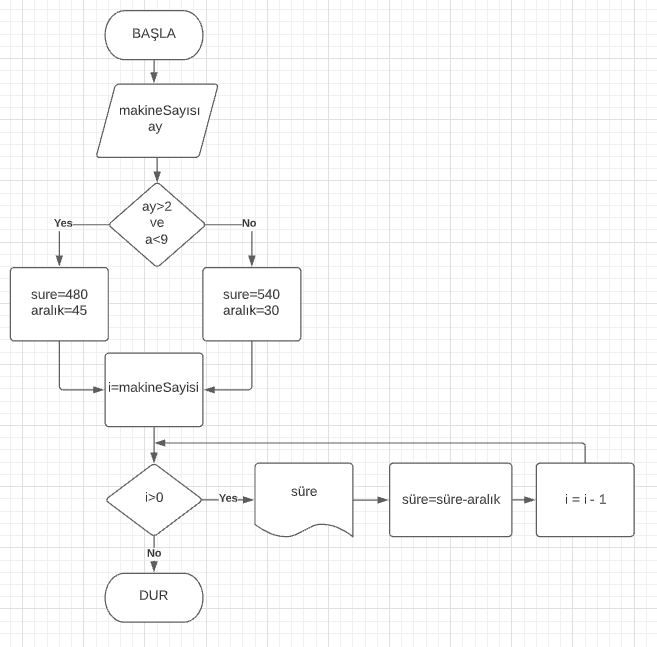 BAŞLA
makineSayısı
ay
ay>2
ve
a<9
Yes
No
sure=480
aralık=45
sure=540
aralık=30
i=makineSayisi
i>0
Yes
süre
süre=süre-aralık
i = i - 1
No
DUR